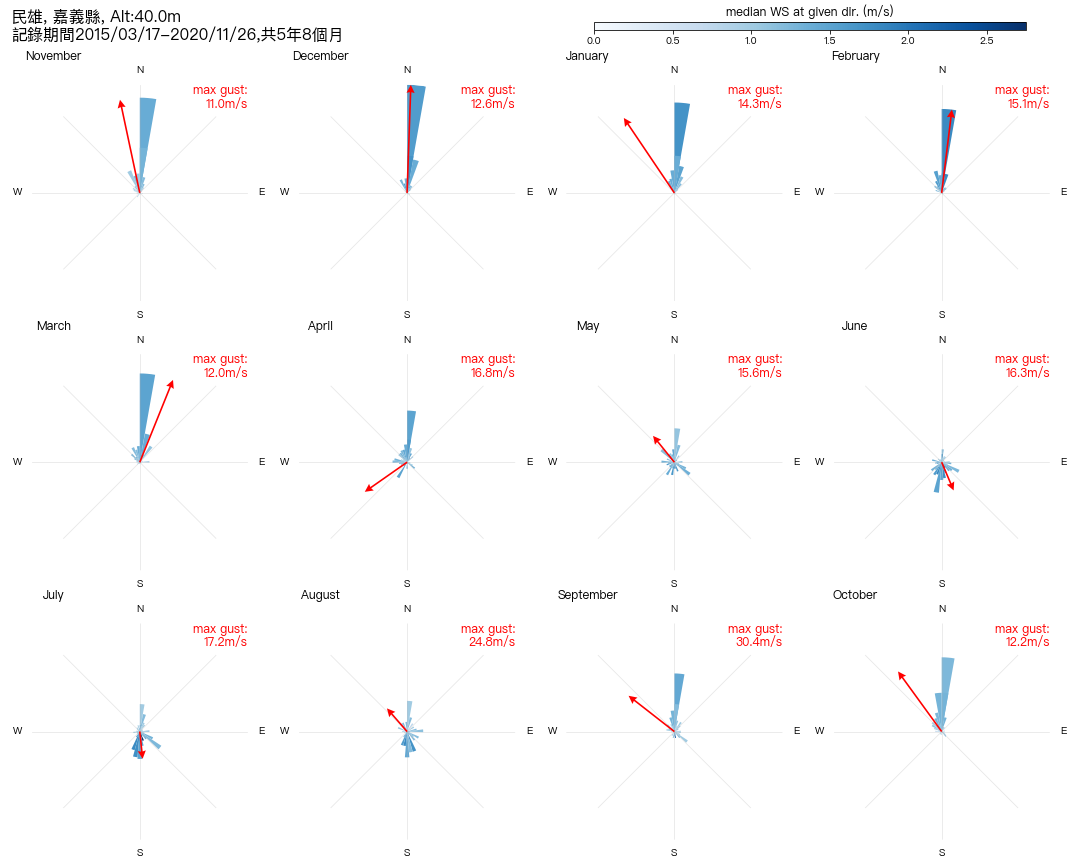 民雄, 嘉義縣, Alt:40.0m
記錄期間2015/03/17-2020/11/26,共5年8個月
median WS at given dir. (m/s)
0.0 0.5 1.0 1.5 2.0 2.5
November
N
max gust:
11.0m/s
W
E
S
December
N
max gust:
12.6m/s
W
E
S
January
N
max gust:
14.3m/s
W
E
S
February
N
max gust:
15.1m/s
W
E
S
March
N
max gust:
12.0m/s
W
E
S
April
N
max gust:
16.8m/s
W
E
S
May
N
max gust:
15.6m/s
W
E
S
June
N
max gust:
16.3m/s
W
E
S
July
N
max gust:
17.2m/s
W
E
S
August
N
max gust:
24.8m/s
W
E
S
September
N
max gust:
30.4m/s
W
E
S
October
N
max gust:
12.2m/s
W
E
S